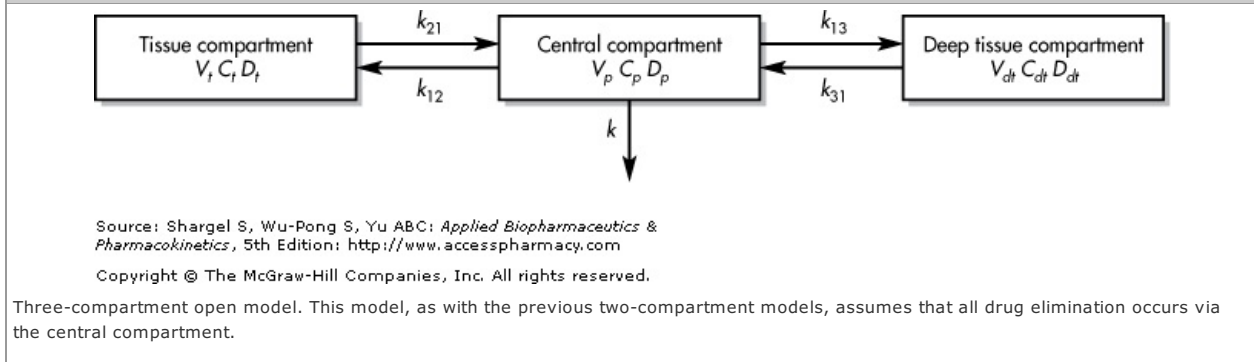 k21
k13
Tissue compartment
Central compartment
Deep tissue compartment
Vt Ct Dt
Vp Cp Dp
Vdt Cdt Ddt
k12
k31
k
Source: Shargel S, Wu-Pong S, Yu ABC: Applied Biopharmaceutics &
Pharmacokinetics, 5th Edition: http://www.accesspharmacy.com
Copyright © The McGraw-Hill Companies, Inc. All rights reserved.
Three-compartment open model. This model, as with the previous two-compartment models, assumes that all drug elimination occurs via
the central compartment.